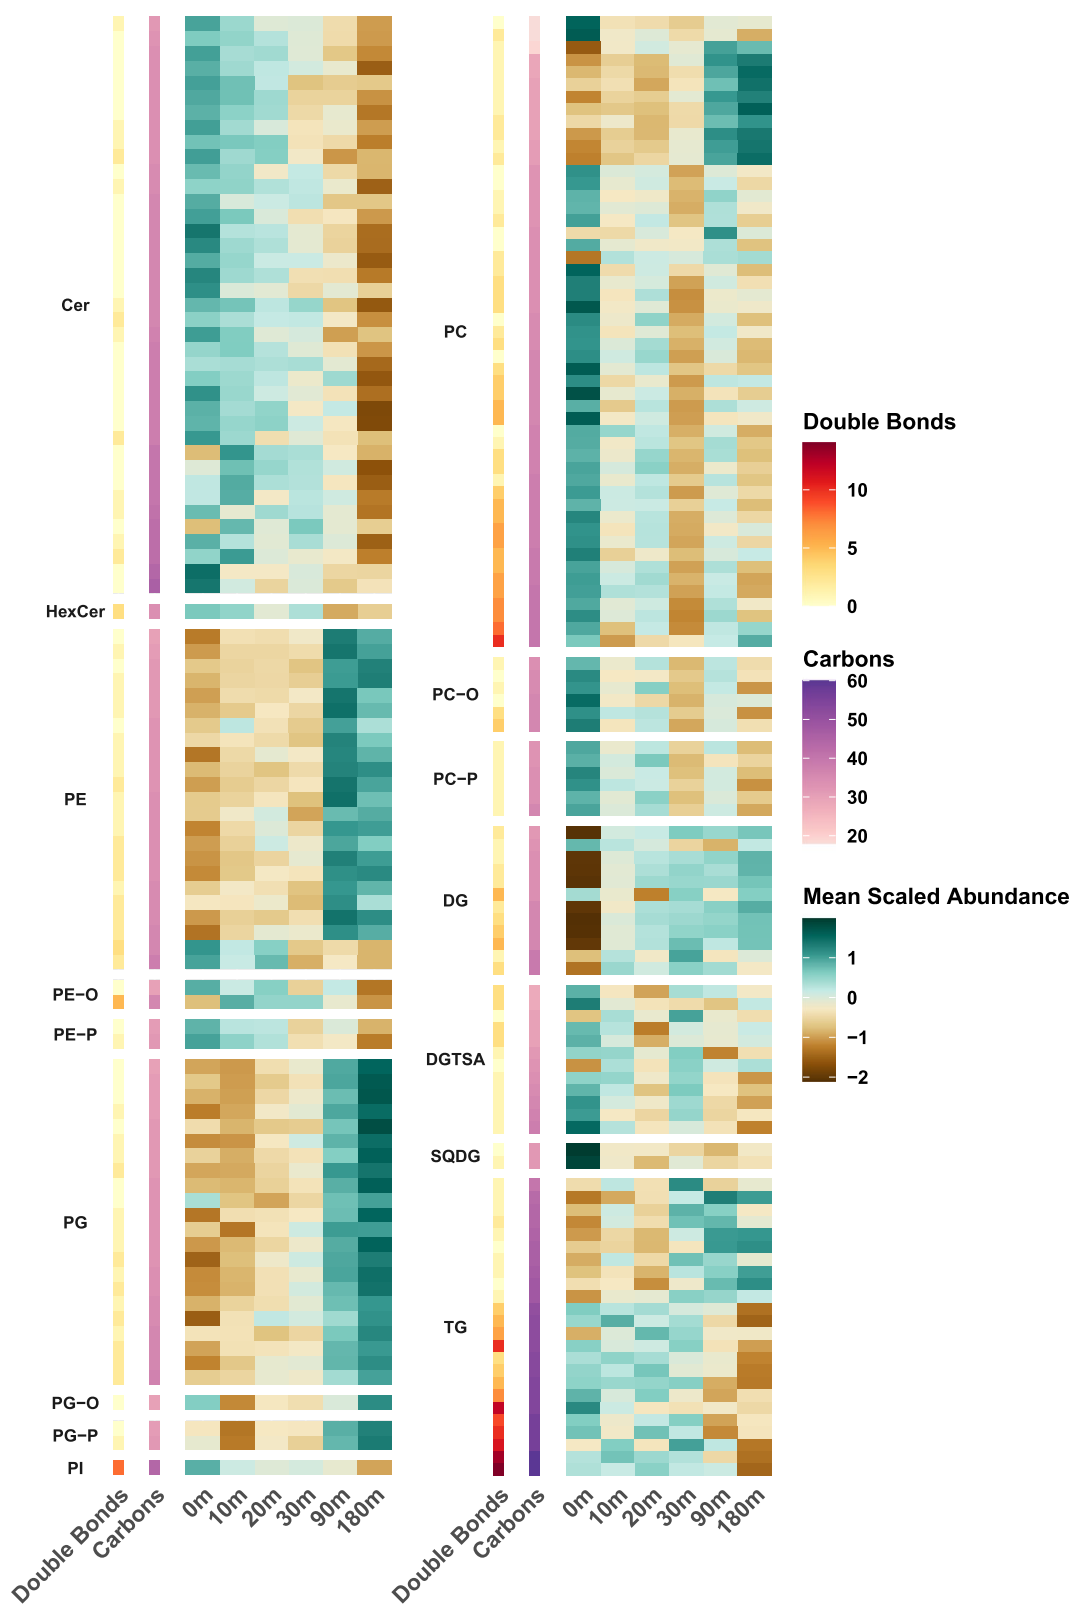 Cer
HexCer
PE
PE−O
PE−P
PG
PG−O
PG−P
PI
Double Bonds
Carbons
0m
10m
20m
30m
90m
180m
PC
PC−O
PC−P
DG
DGTSA
SQDG
TG
Double Bonds
Carbons
0m
10m
20m
30m
90m
180m
Double Bonds
10
5
0
Carbons
60
50
40
30
20
Mean Scaled Abundance
1
0
−1
−2